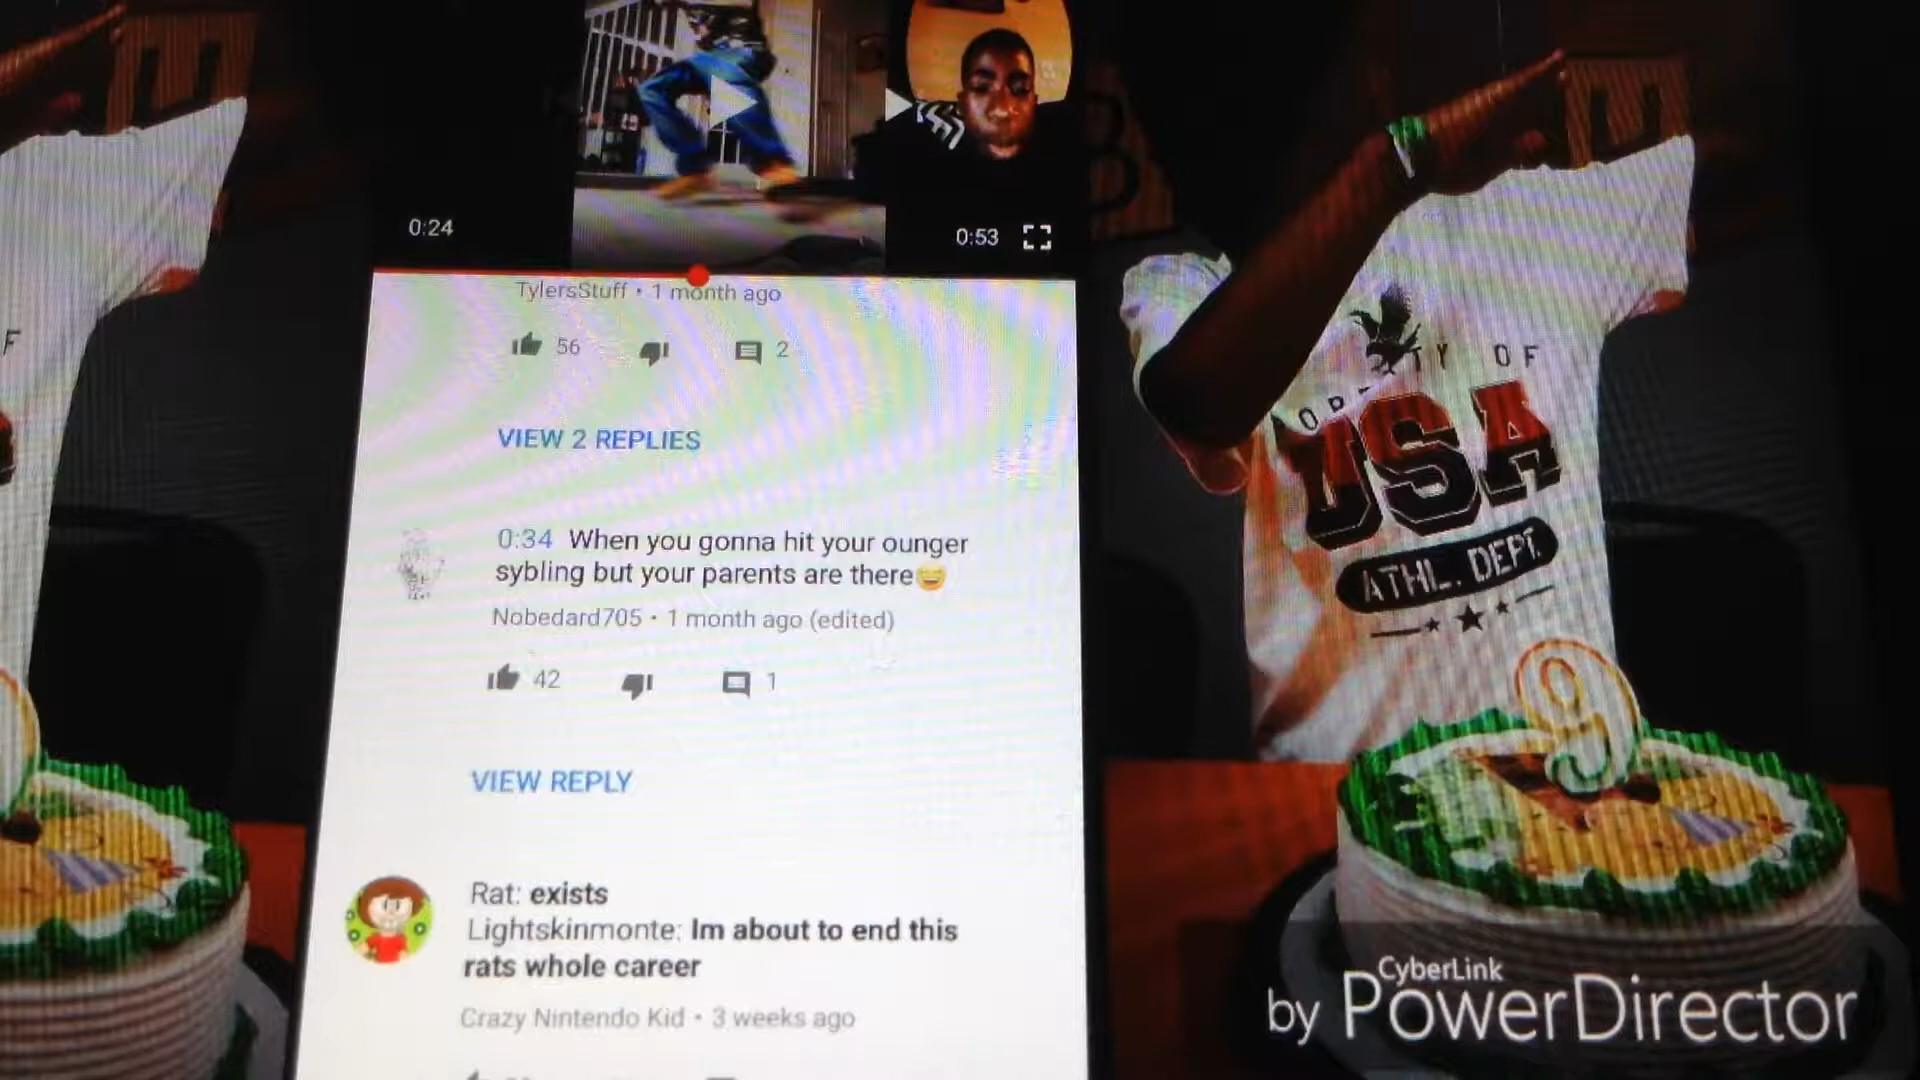 0:24
0:53
TylersStuff • 1 month ago
56
2
VIEW 2 REPLIES
0:34 When you gonna hit your ounger
sybling but your parents are there😅
Nobedard705 • 1 month ago (edited)
42
1
VIEW REPLY
Rat: exists
Lightskinmonte: Im about to end this
rats whole career
Crazy Nintendo Kid • 3 weeks ago
F
TY OF
USA
ATHL. DEPT.
9
CyberLink
by PowerDirector